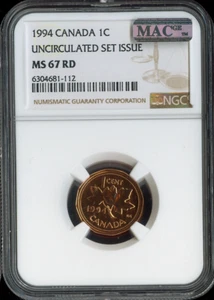 1994 CANADA 1C
UNCIRCULATED SET ISSUE
MS 67 RD
6304681-112
MAC
NUMISMATIC GUARANTY CORPORATION
NGC
1 CENT
1994
CANADA